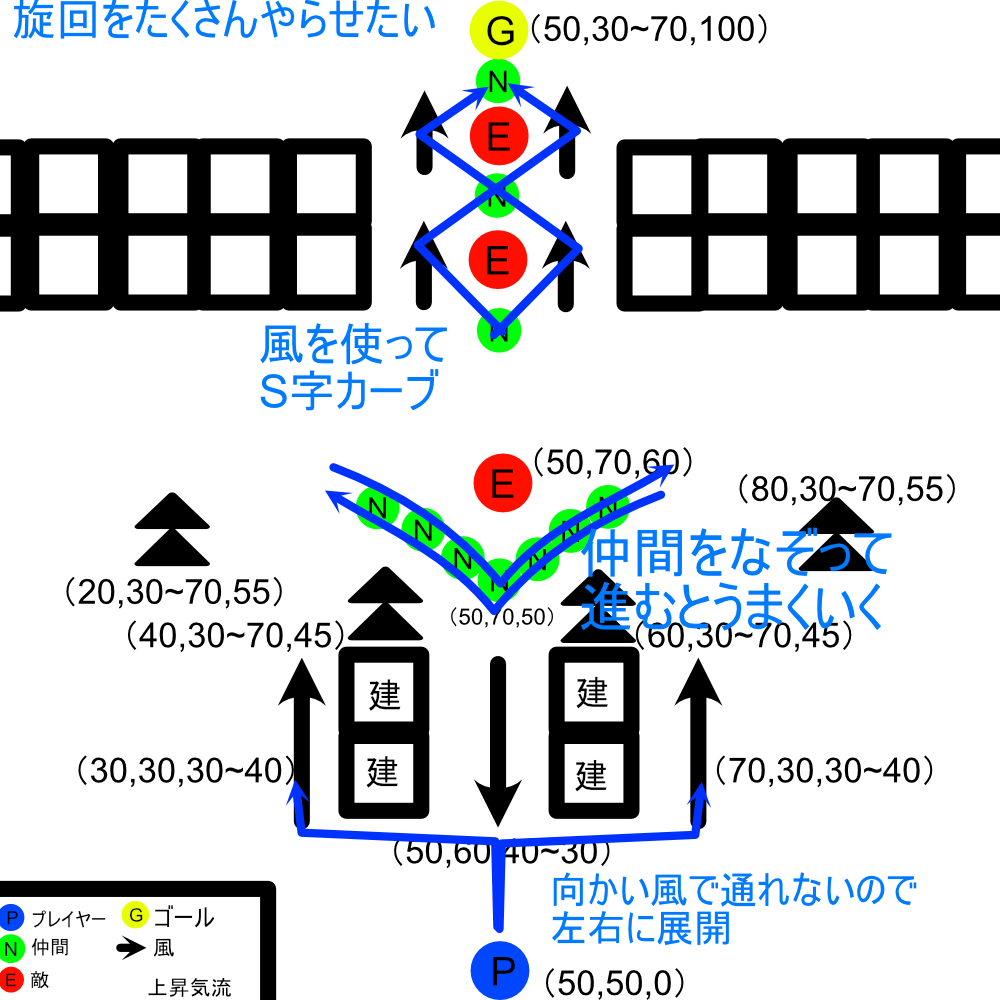 旋回をたくさんやらせたい
G
(50,30~70,100)
N
E
N
E
N
風を使って
S字カーブ
E
(50,70,60)
(80,30~70,55)
N
N
N
N
N
N
N
仲間をなぞって
進むとうまくいく
(20,30~70,55)
(50,70,50)
(40,30~70,45)
(60,30~70,45)
建
建
建
建
(30,30,30~40)
(70,30,30~40)
(50,60,40~30)
向かい風で通れないので
左右に展開
P
(50,50,0)
P プレイヤー
G ゴール
N 仲間
風
E 敵
上昇気流